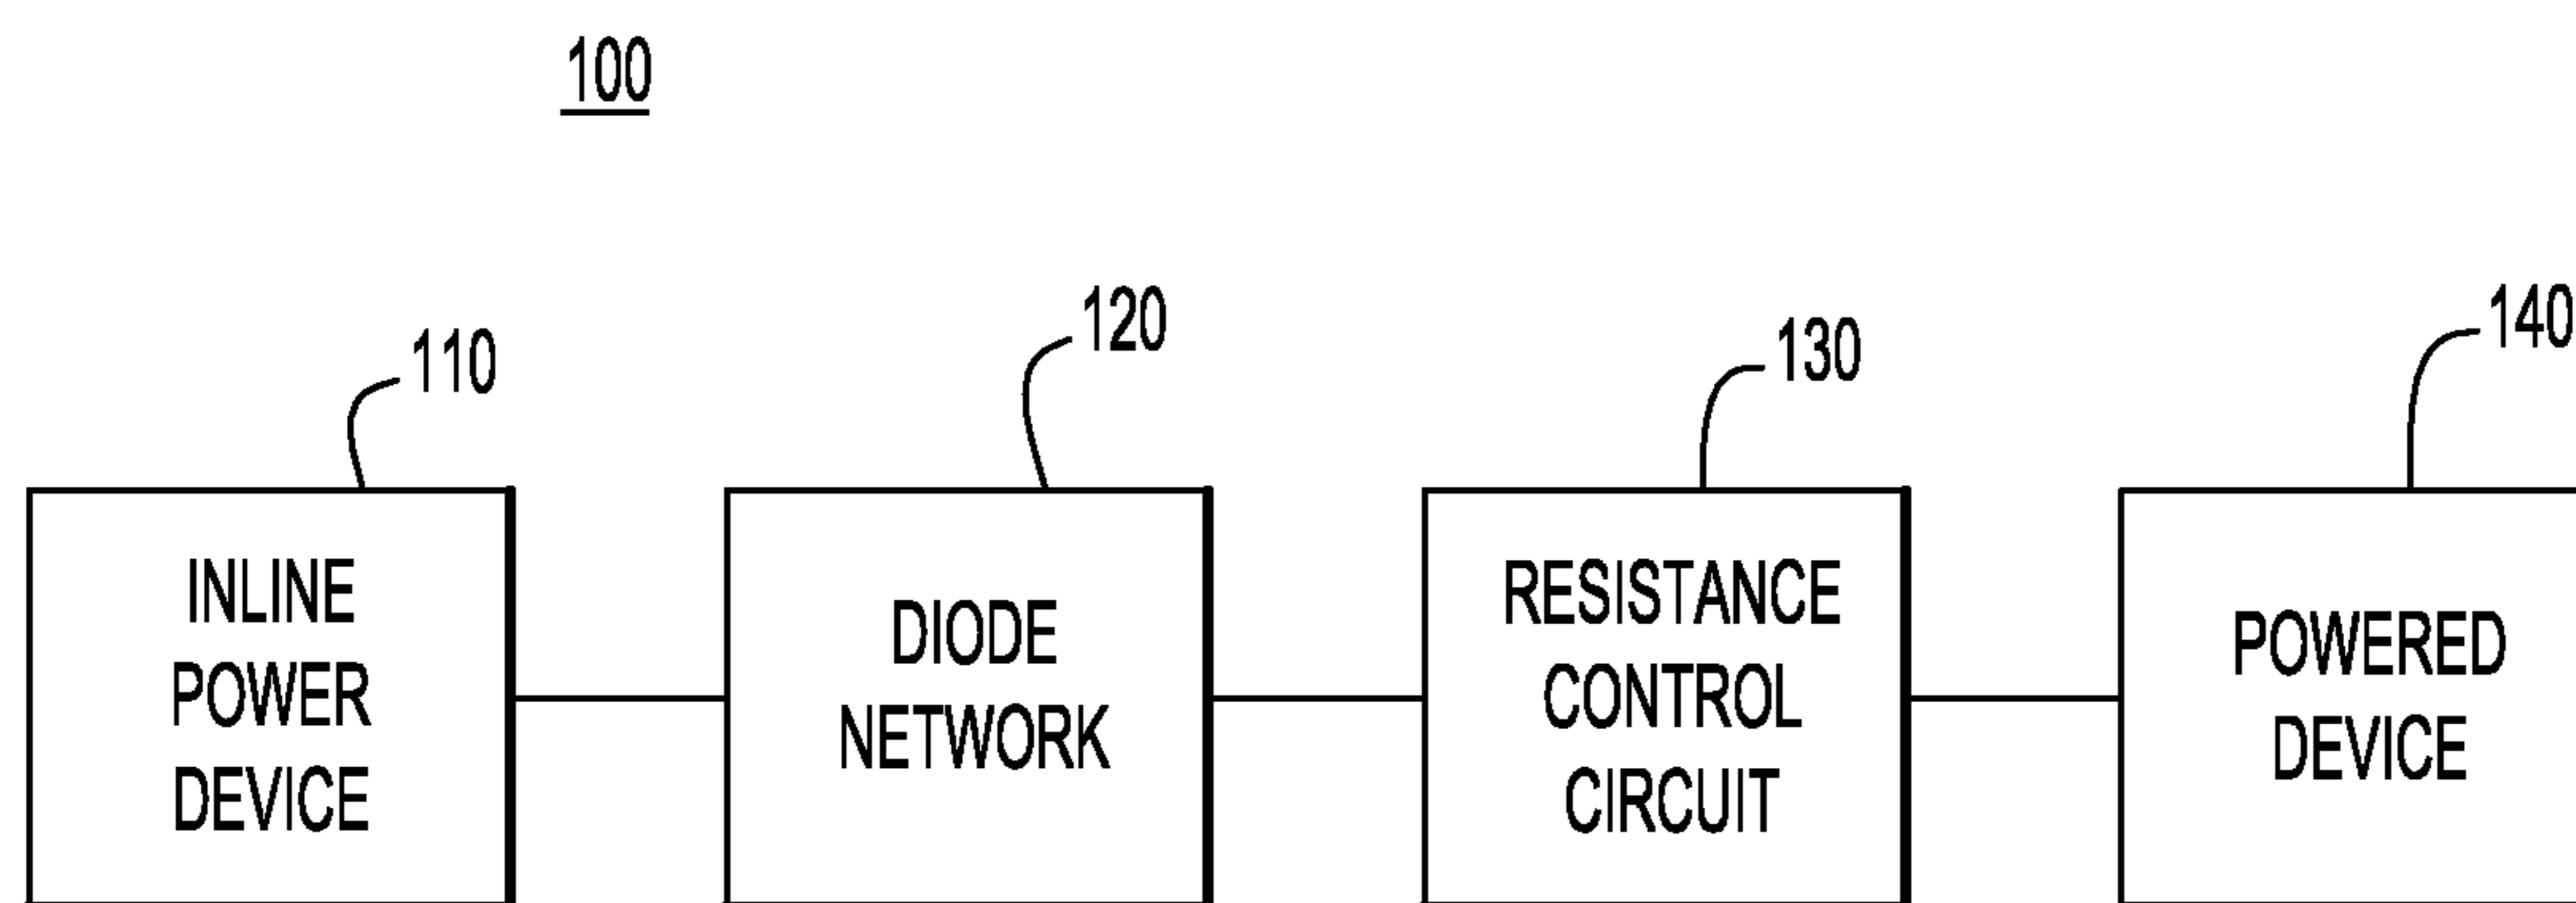 100
110
120
130
140
INLINE
POWER
DEVICE
DIODE
NETWORK
RESISTANCE
CONTROL
CIRCUIT
POWERED
DEVICE